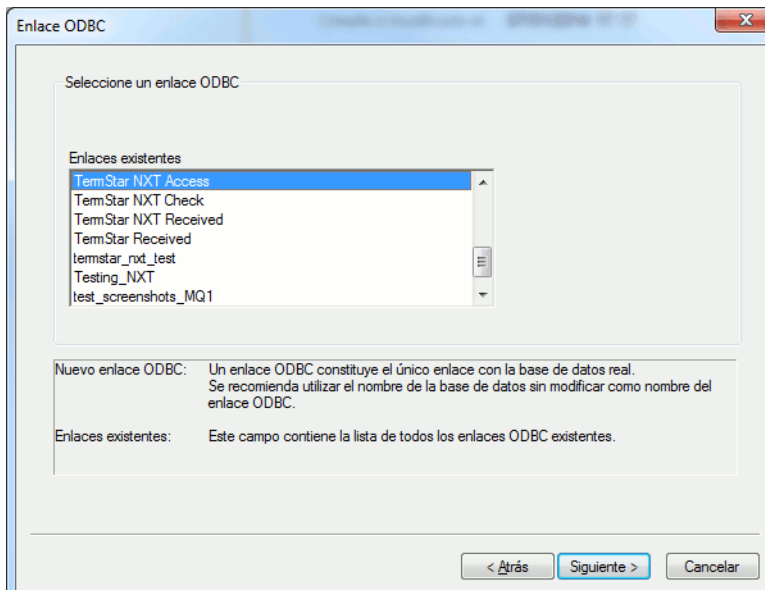 Enlace ODBC
Seleccione un enlace ODBC
Enlaces existentes
TermStar NXT Access
TermStar NXT Check
TermStar NXT Received
TermStar Received
termstar_nxt_test
Testing_NXT
test_screenshots_MQ1
Nuevo enlace ODBC: Un enlace ODBC constituye el único enlace con la base de datos real.
Se recomienda utilizar el nombre de la base de datos sin modificar como nombre del
enlace ODBC.
Enlaces existentes: Este campo contiene la lista de todos los enlaces ODBC existentes.
< Atrás Siguiente > Cancelar